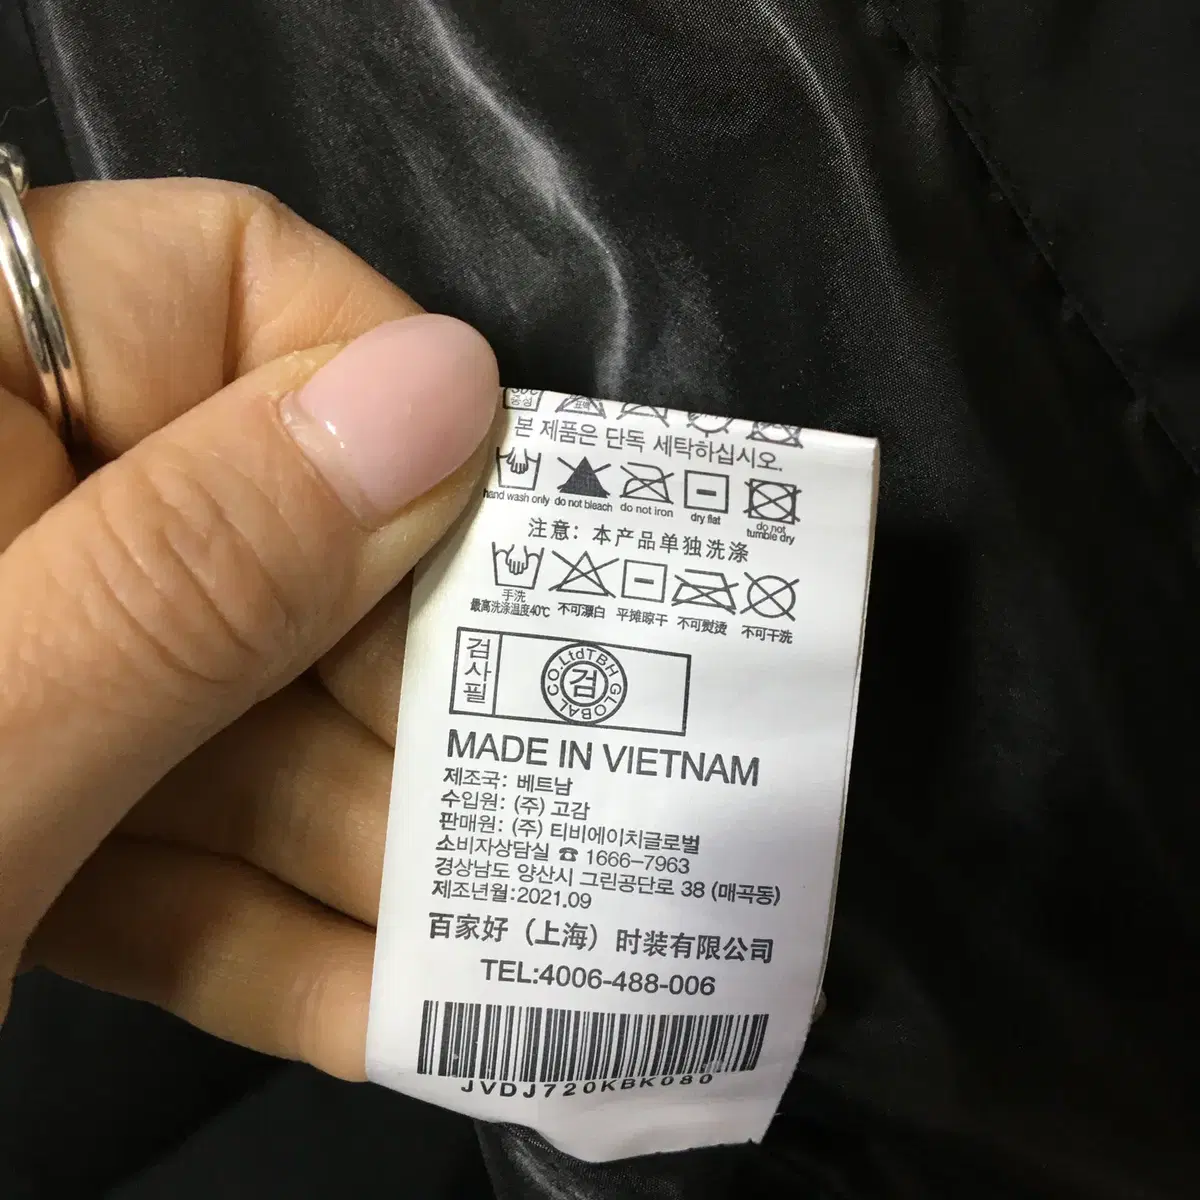 30℃
중성
표백
본 제품은 단독 세탁하십시오.
hand wash only do not bleach do not iron dry flat do not tumble dry
注意：本产品单独洗涤
手洗
最高洗涤温度40℃ 不可漂白 平摊晾干 不可熨烫 不可干洗
검사필
CO.,Ltd TBH GLOBAL
검
MADE IN VIETNAM
제조국: 베트남
수입원: (주) 고감
판매원: (주) 티비에이치글로벌
소비자상담실 ☎ 1666-7963
경상남도 양산시 그린공단로 38 (매곡동)
제조년월:2021.09
百家好（上海）时装有限公司
TEL:4006-488-006
JVDJ720KBK080